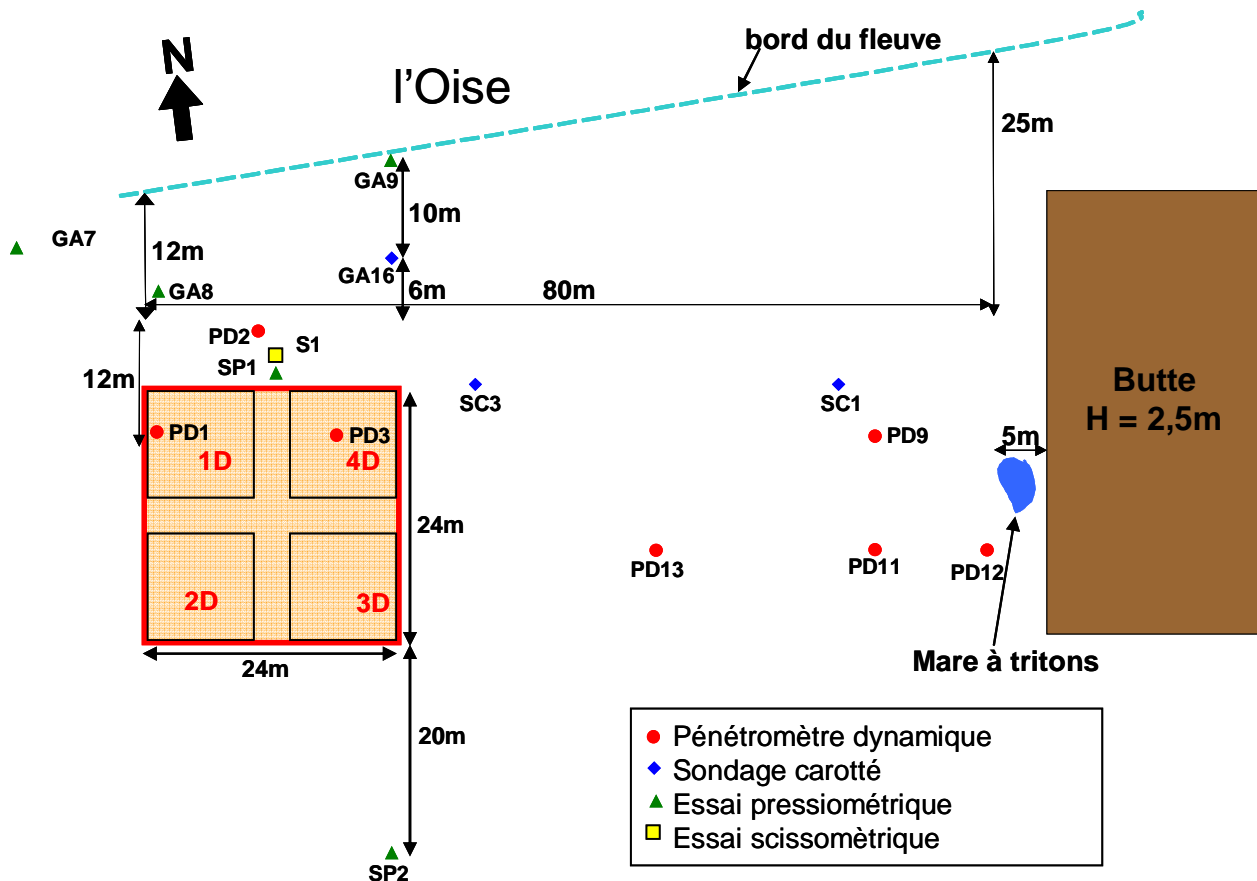 bord du fleuve
N
l'Oise
25m
GA9
GA7
12m
10m
GA8
GA16
6m
80m
PD2
S1
SP1
12m
SC3
SC1
Butte
H = 2,5m
PD1
PD3
PD9
5m
1D
4D
24m
PD13
PD11
PD12
2D
3D
24m
Mare à tritons
20m
Pénétromètre dynamique
Sondage carotté
Essai pressiométrique
Essai scissomètrique
SP2